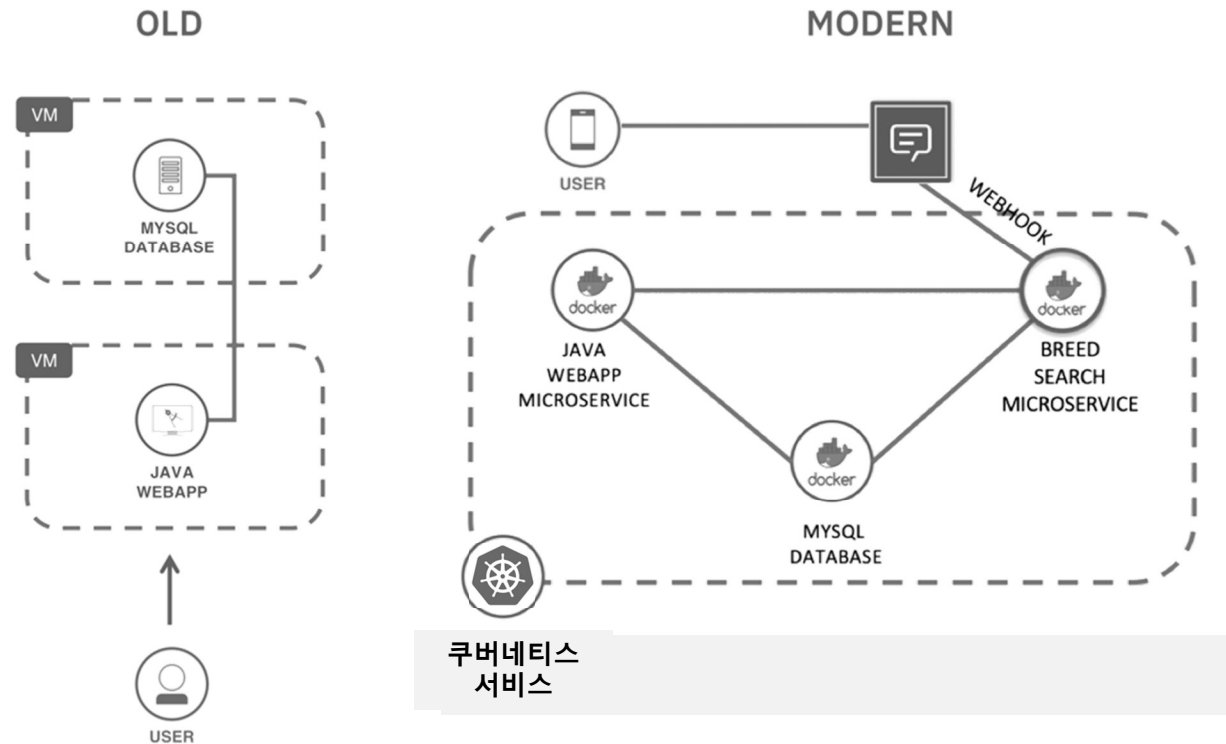 OLD
VM
MYSQL
DATABASE
VM
JAVA
WEBAPP
USER
MODERN
USER
WEBHOOK
docker
JAVA
WEBAPP
MICROSERVICE
docker
BREED
SEARCH
MICROSERVICE
docker
MYSQL
DATABASE
쿠버네티스
서비스